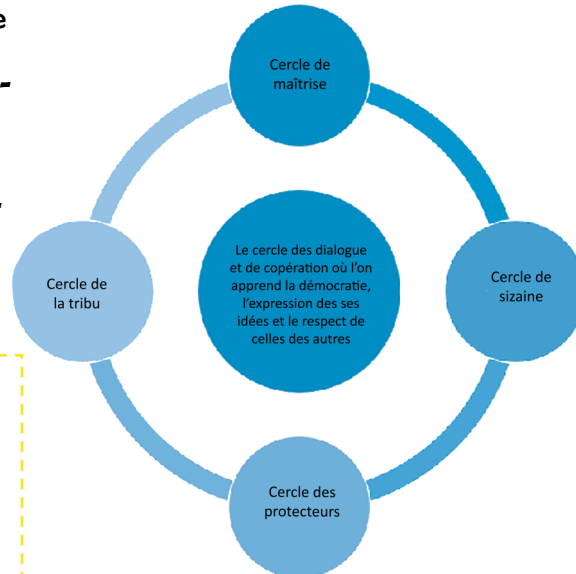 e
-
Cercle de
maîtrise
Le cercle des dialogue
et de copération où l'on
apprend la démocratie,
l'expression des ses
idées et le respect de
celles des autres
Cercle de
la tribu
Cercle de
sizaine
Cercle des
protecteurs